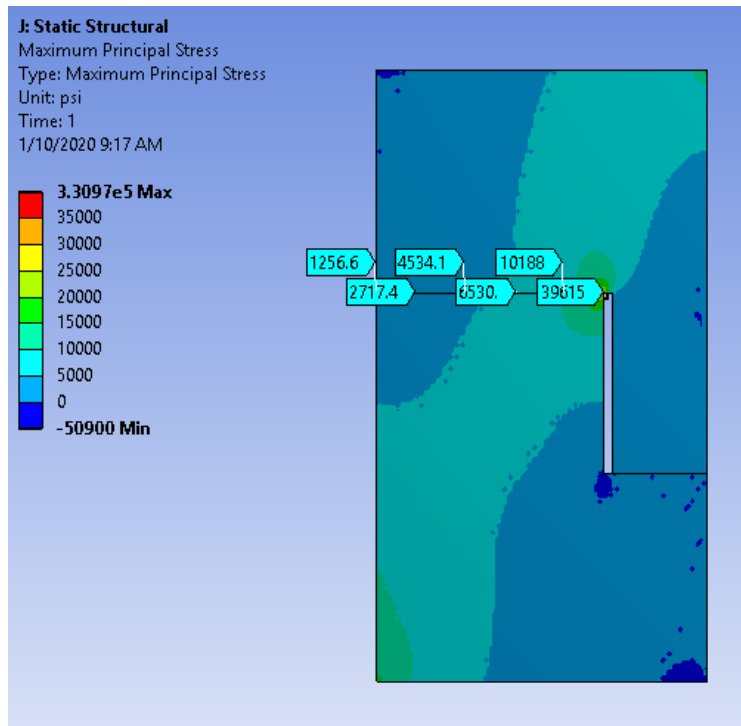 J: Static Structural
Maximum Principal Stress
Type: Maximum Principal Stress
Unit: psi
Time: 1
1/10/2020 9:17 AM
3.3097e5 Max
35000
30000
25000
20000
15000
10000
5000
0
-50900 Min
1256.6
4534.1
10188
2717.4
6530.
39615